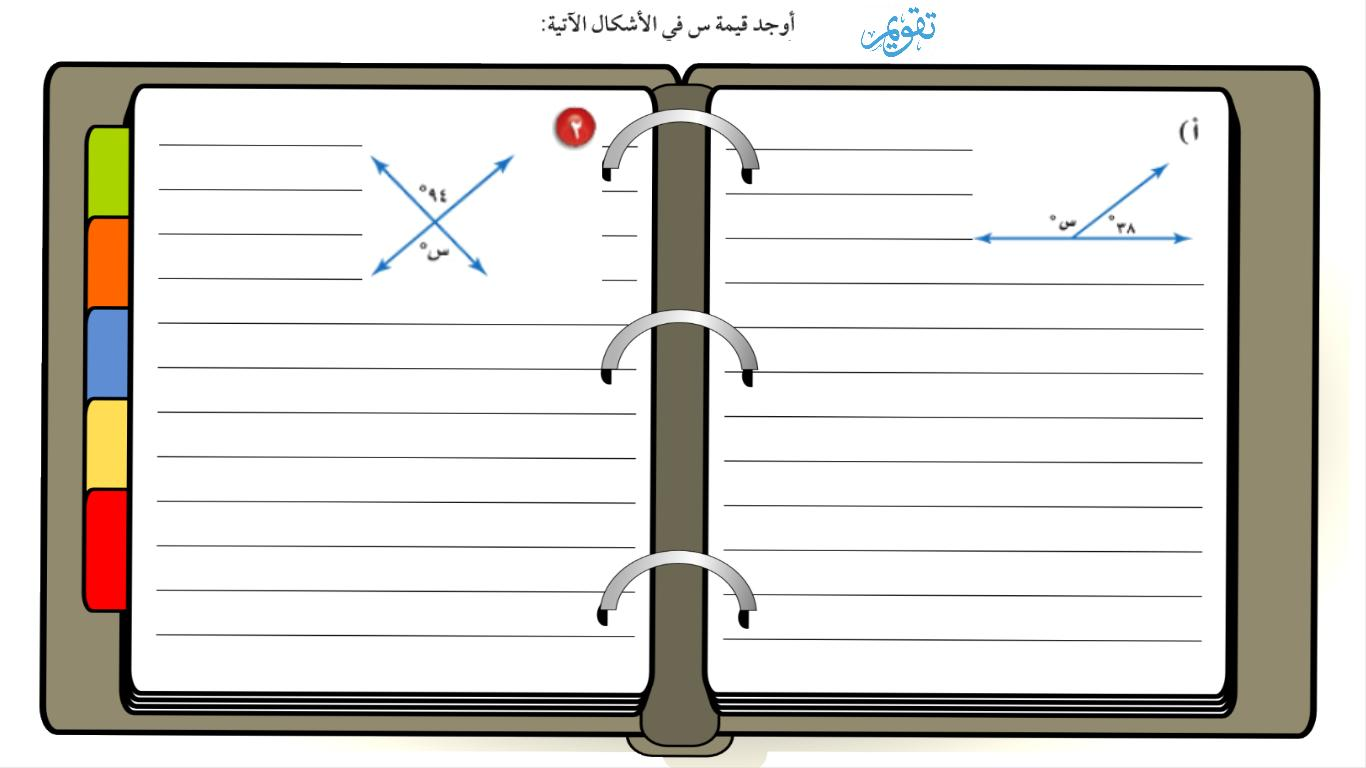 تقويم
أوجد قيمة س في الأشكال الآتية:
أ)
س°
٣٨°
٢
٩٤°
س°